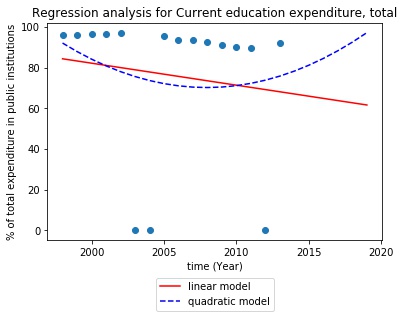 Regression analysis for Current education expenditure, total
% of total expenditure in public institutions
100
80
60
40
20
0
2000
2005
2010
2015
2020
time (Year)
linear model
quadratic model